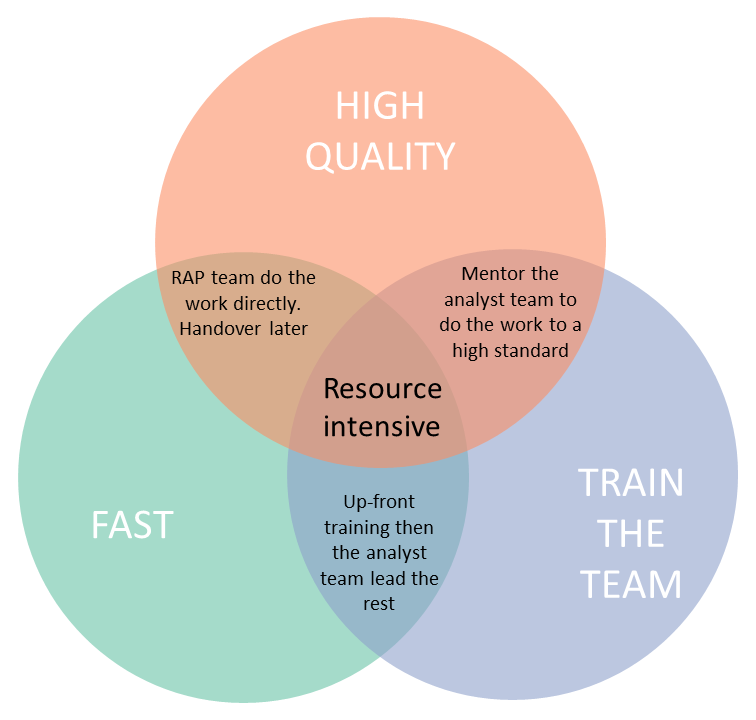 HIGH
QUALITY
RAP team do the
work directly.
Handover later
Mentor the
analyst team to
do the work to a
high standard
Resource
intensive
FAST
Up-front
training then
the analyst
team lead the
rest
TRAIN
THE
TEAM